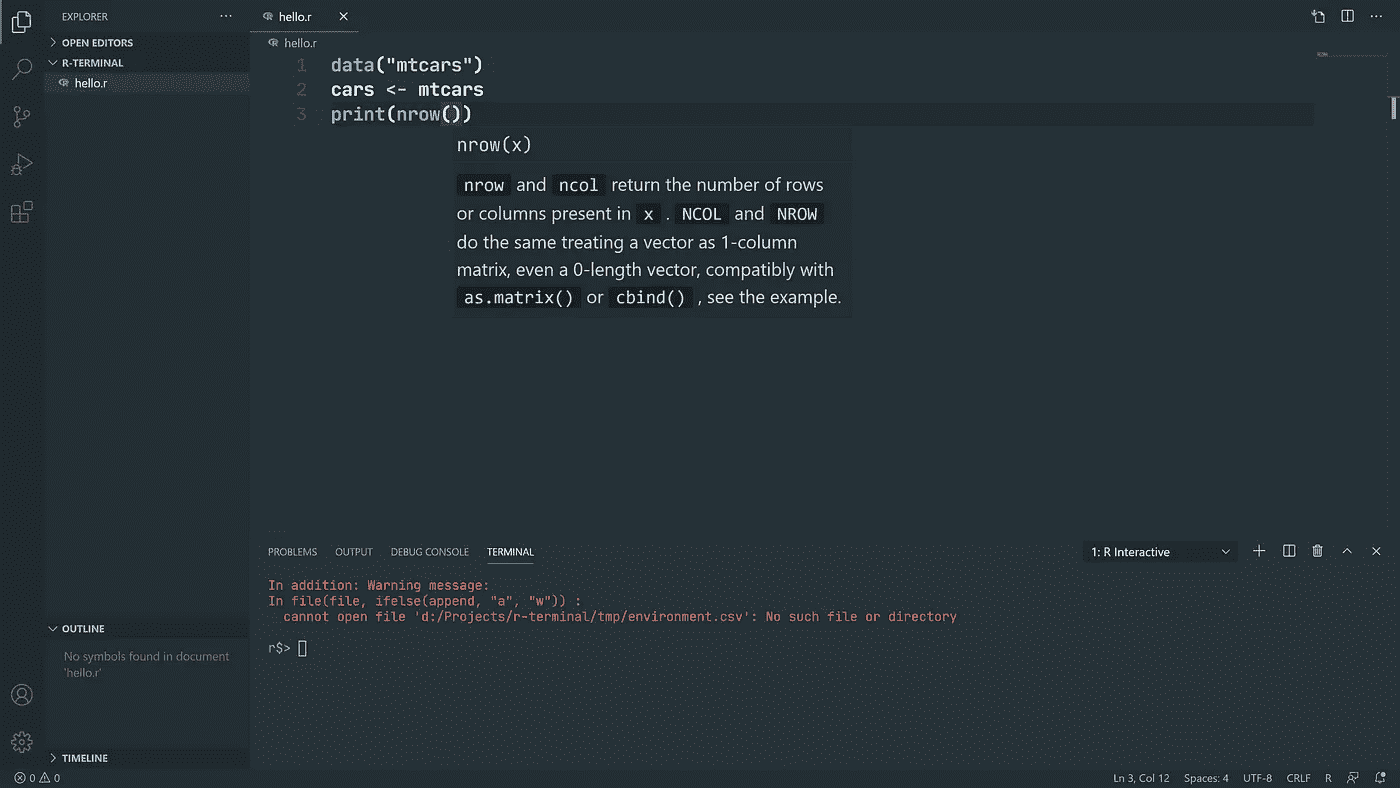 EXPLORER
hello.r
OPEN EDITORS
R-TERMINAL
hello.r
hello.r
1 data("mtcars")
2 cars <- mtcars
3 print(nrow())
nrow(x)
nrow and ncol return the number of rows
or columns present in x . NCOL and NROW
do the same treating a vector as 1-column
matrix, even a 0-length vector, compatibly with
as.matrix() or cbind() , see the example.
PROBLEMS OUTPUT DEBUG CONSOLE TERMINAL 1: R Interactive
In addition: Warning message:
In file(file, ifelse(append, "a", "w")) :
cannot open file 'd:/Projects/r-terminal/tmp/environment.csv': No such file or directory
r$>
OUTLINE
No symbols found in document
'hello.r'
TIMELINE
0 0 Ln 3, Col 12 Spaces: 4 UTF-8 CRLF R